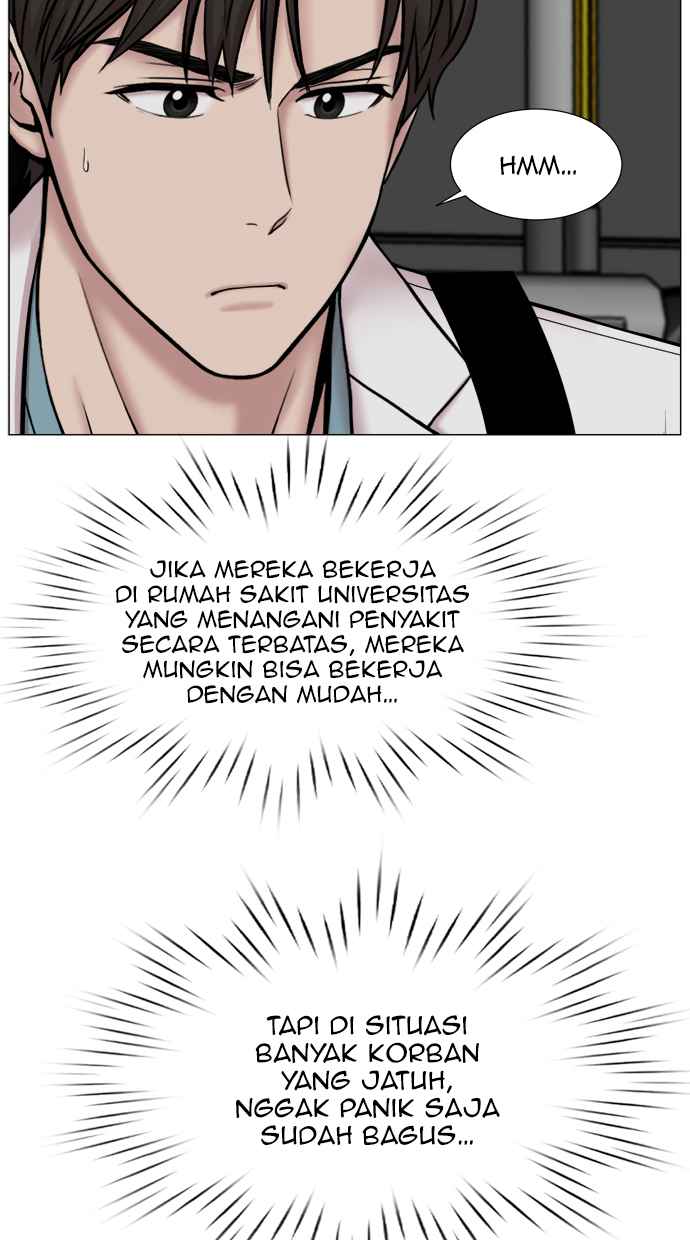 HMM...
JIKA MEREKA BEKERJA
DI RUMAH SAKIT UNIVERSITAS
YANG MENANGANI PENYAKIT
SECARA TERBATAS, MEREKA
MUNGKIN BISA BEKERJA
DENGAN MUDAH...
TAPI DI SITUASI
BANYAK KORBAN
YANG JATUH,
NGGAK PANIK SAJA
SUDAH BAGUS...